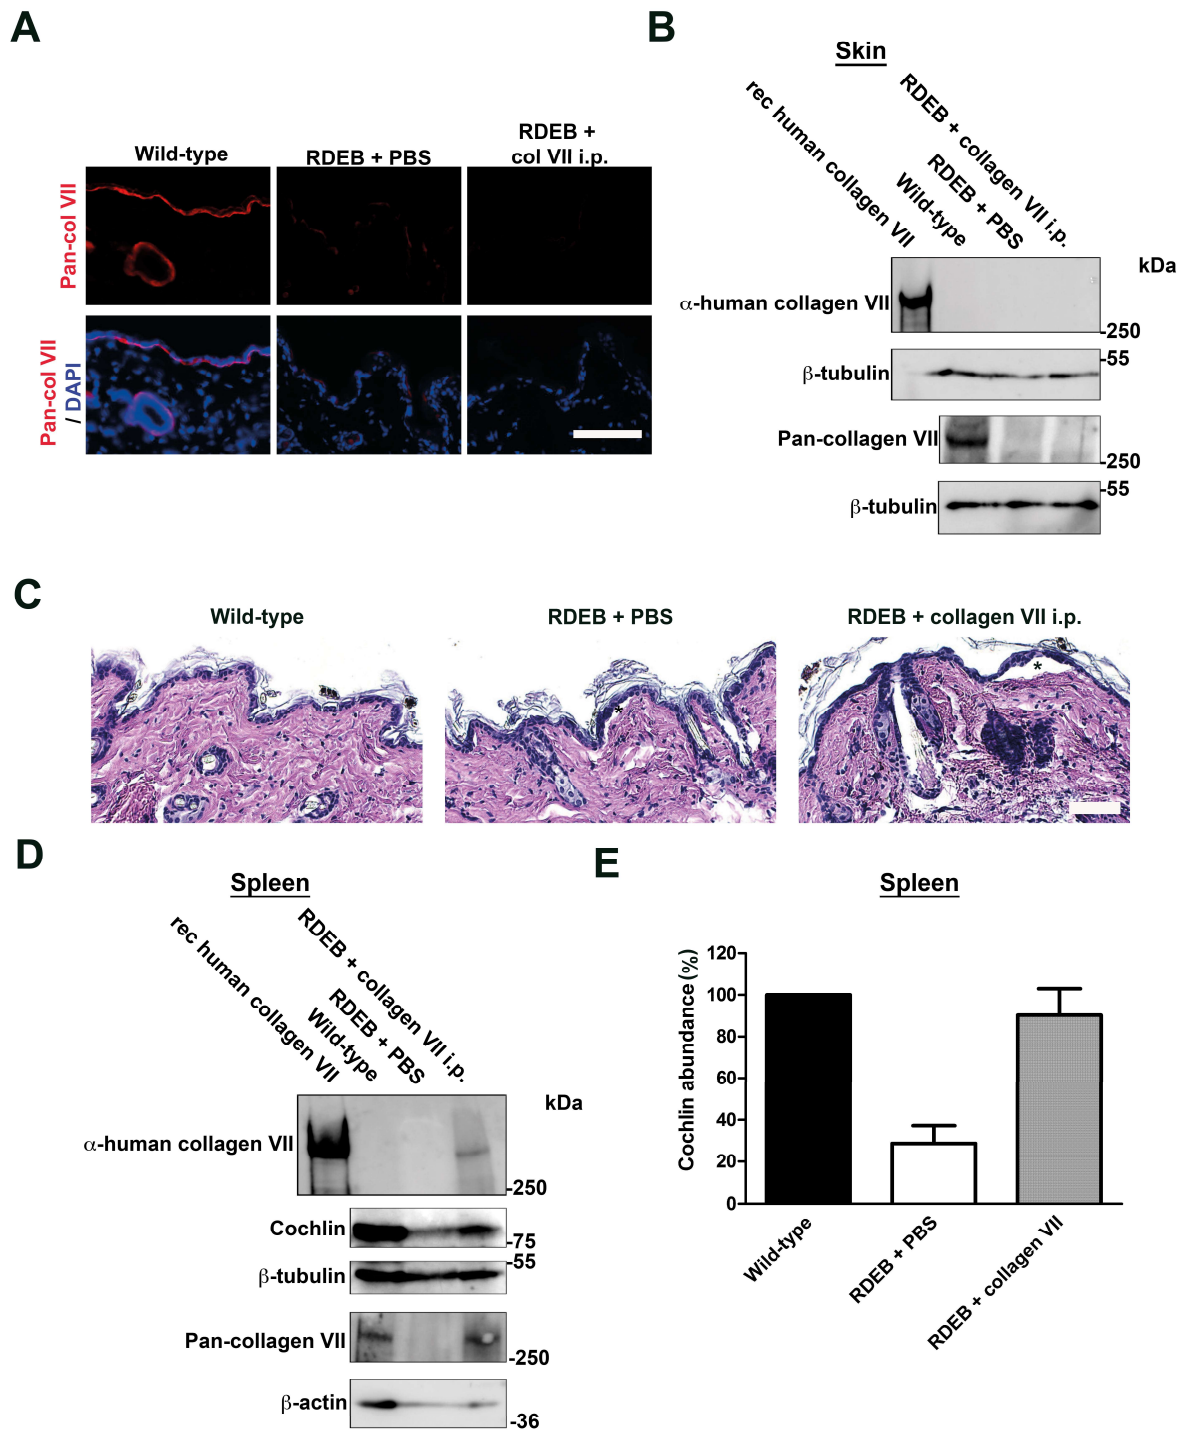 A
Wild-type
RDEB + PBS
RDEB +
col VII i.p.
Pan-col VII
Pan-col VII
/ DAPI
B
Skin
rec human collagen VII
Wild-type
RDEB + PBS
RDEB + collagen VII i.p.
kDa
α-human collagen VII
-250
β-tubulin
-55
Pan-collagen VII
-250
β-tubulin
-55
C
Wild-type
RDEB + PBS
RDEB + collagen VII i.p.
*
*
D
Spleen
rec human collagen VII
Wild-type
RDEB + PBS
RDEB + collagen VII i.p.
kDa
α-human collagen VII
-250
Cochlin
-75
β-tubulin
-55
Pan-collagen VII
-250
β-actin
-36
E
Spleen
Cochlin abundance (%)
120
100
80
60
40
20
0
Wild-type
RDEB + PBS
RDEB + collagen VII